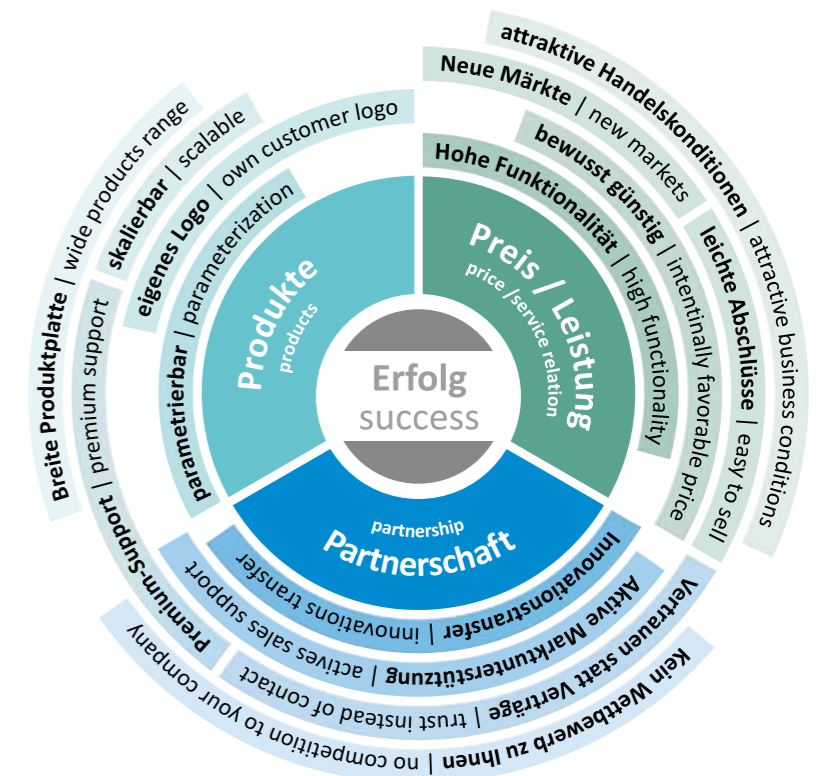 Erfolg
success
Produkte
products
parametrierbar | parameterization
eigenes Logo | own customer logo
skalierbar | scalable
Breite Produktplatte | wide products range
Premium-Support | premium support
Preis / Leistung
price /service relation
Hohe Funktionalität | high functionality
bewusst günstig | intentinally favorable price
Neue Märkte | new markets
leichte Abschlüsse | easy to sell
attraktive Handelskonditionen | attractive business conditions
partnership
Partnerschaft
Innovationstransfer | innovations transfer
Aktive Marktunterstützung | actives sales support
Vertrauen statt Verträge | trust instead of contact
Kein Wettbewerb zu Ihnen | no competition to your company